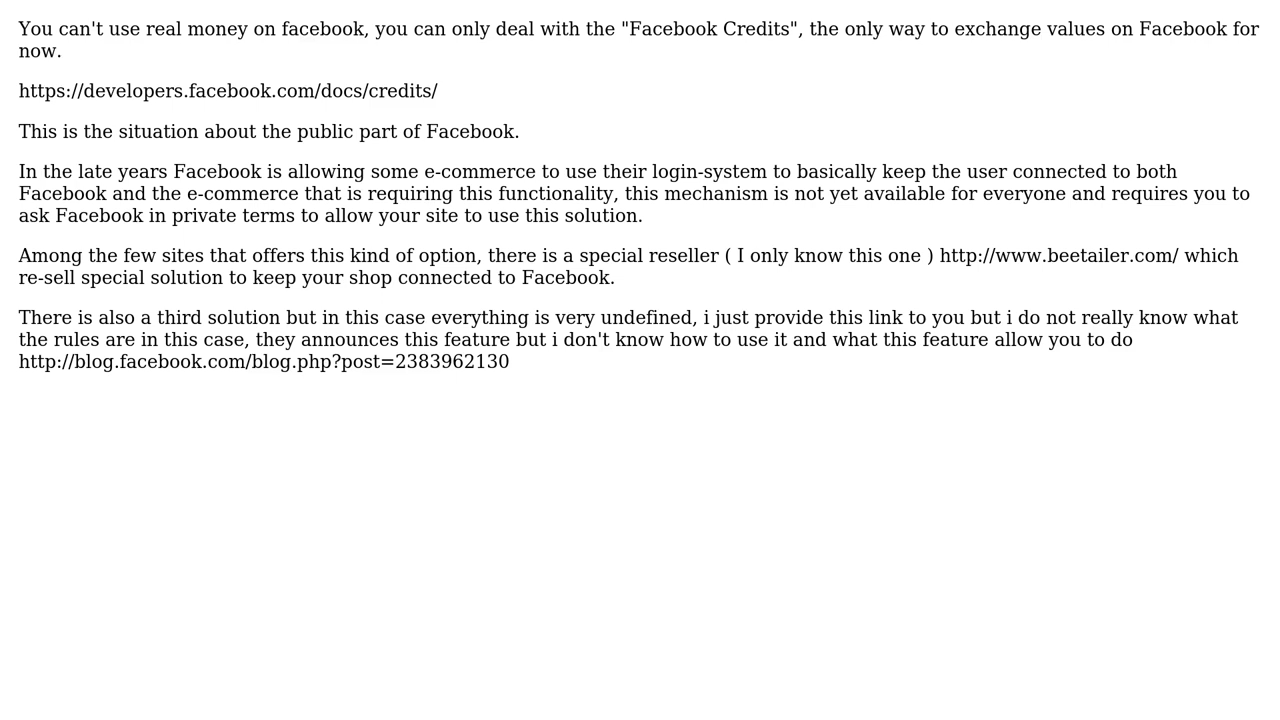 You can't use real money on facebook, you can only deal with the "Facebook Credits", the only way to exchange values on Facebook for
now.
https://developers.facebook.com/docs/credits/
This is the situation about the public part of Facebook.
In the late years Facebook is allowing some e-commerce to use their login-system to basically keep the user connected to both
Facebook and the e-commerce that is requiring this functionality, this mechanism is not yet available for everyone and requires you to
ask Facebook in private terms to allow your site to use this solution.
Among the few sites that offers this kind of option, there is a special reseller ( I only know this one ) http://www.beetailer.com/ which
re-sell special solution to keep your shop connected to Facebook.
There is also a third solution but in this case everything is very undefined, i just provide this link to you but i do not really know what
the rules are in this case, they announces this feature but i don't know how to use it and what this feature allow you to do
http://blog.facebook.com/blog.php?post=2383962130